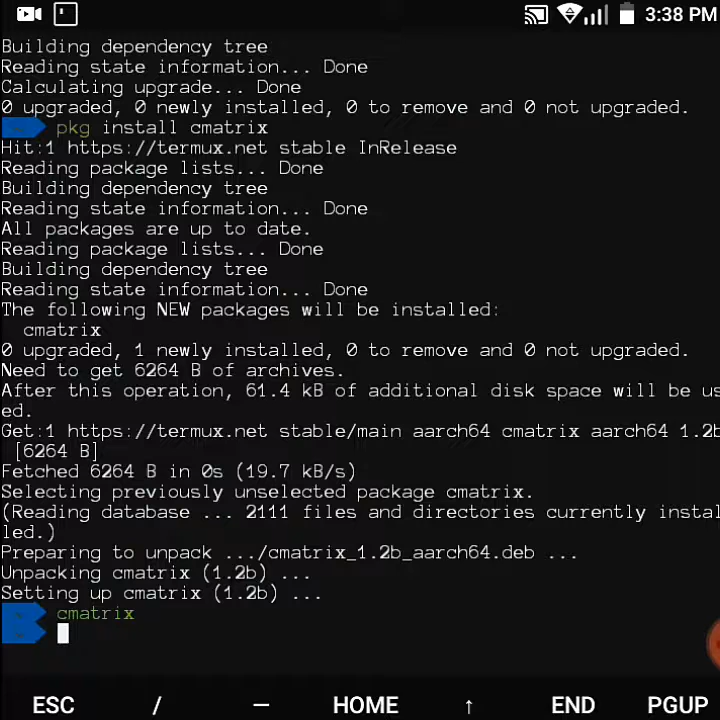 3:38 PM
Building dependency tree
Reading state information... Done
Calculating upgrade... Done
0 upgraded, 0 newly installed, 0 to remove and 0 not upgraded.
pkg install cmatrix
Hit:1 https://termux.net stable InRelease
Reading package lists... Done
Building dependency tree
Reading state information... Done
All packages are up to date.
Reading package lists... Done
Building dependency tree
Reading state information... Done
The following NEW packages will be installed:
cmatrix
0 upgraded, 1 newly installed, 0 to remove and 0 not upgraded.
Need to get 6264 B of archives.
After this operation, 61.4 kB of additional disk space will be us
ed.
Get:1 https://termux.net stable/main aarch64 cmatrix aarch64 1.2b
[6264 B]
Fetched 6264 B in 0s (19.7 kB/s)
Selecting previously unselected package cmatrix.
(Reading database ... 2111 files and directories currently instal
led.)
Preparing to unpack .../cmatrix_1.2b_aarch64.deb ...
Unpacking cmatrix (1.2b) ...
Setting up cmatrix (1.2b) ...
cmatrix
ESC / — HOME ↑ END PGUP